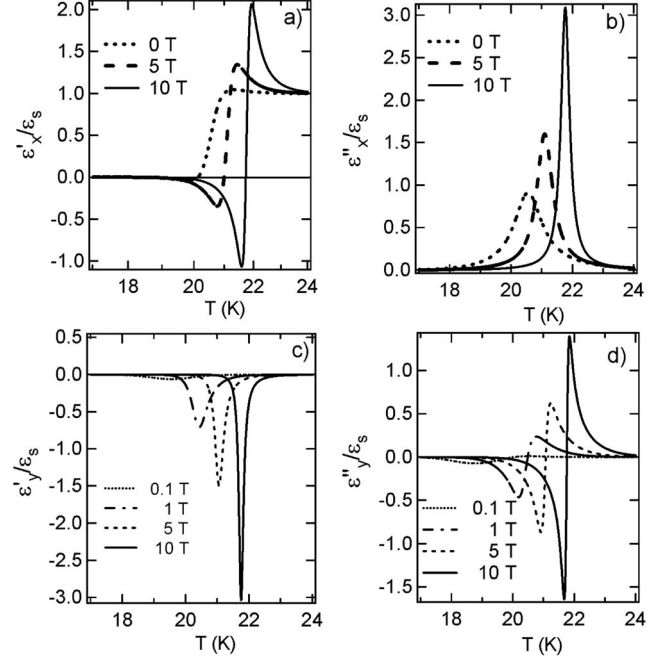 a)
2.0
1.5
1.0
0.5
0.0
-0.5
-1.0
0 T
5 T
10 T
ε'x/εs
18
20
22
24
T (K)
b)
3.0
2.5
2.0
1.5
1.0
0.5
0.0
0 T
5 T
10 T
ε''x/εs
18
20
22
24
T (K)
c)
0.5
0.0
-0.5
-1.0
-1.5
-2.0
-2.5
-3.0
0.1 T
1 T
5 T
10 T
ε'y/εs
18
20
22
24
T (K)
d)
1.0
0.5
0.0
-0.5
-1.0
-1.5
0.1 T
1 T
5 T
10 T
ε''y/εs
18
20
22
24
T (K)